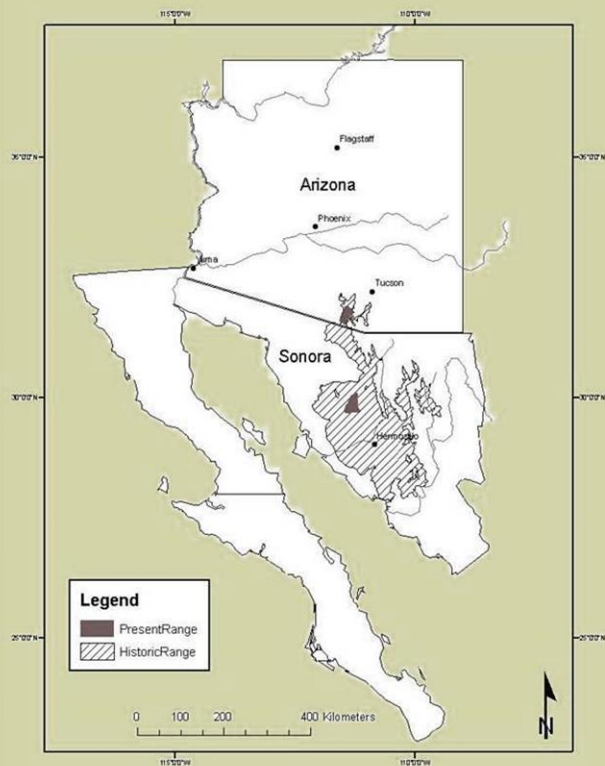 115°0'0"W 110°0'0"W
Flagstaff
35°0'0"N 35°0'0"N
Arizona
Phoenix
Yuma
Tucson
Sonora
30°0'0"N 30°0'0"N
Hermosillo
Legend
PresentRange
HistoricRange
25°0'0"N 25°0'0"N
0 100 200 400 Kilometers
N
115°0'0"W 110°0'0"W